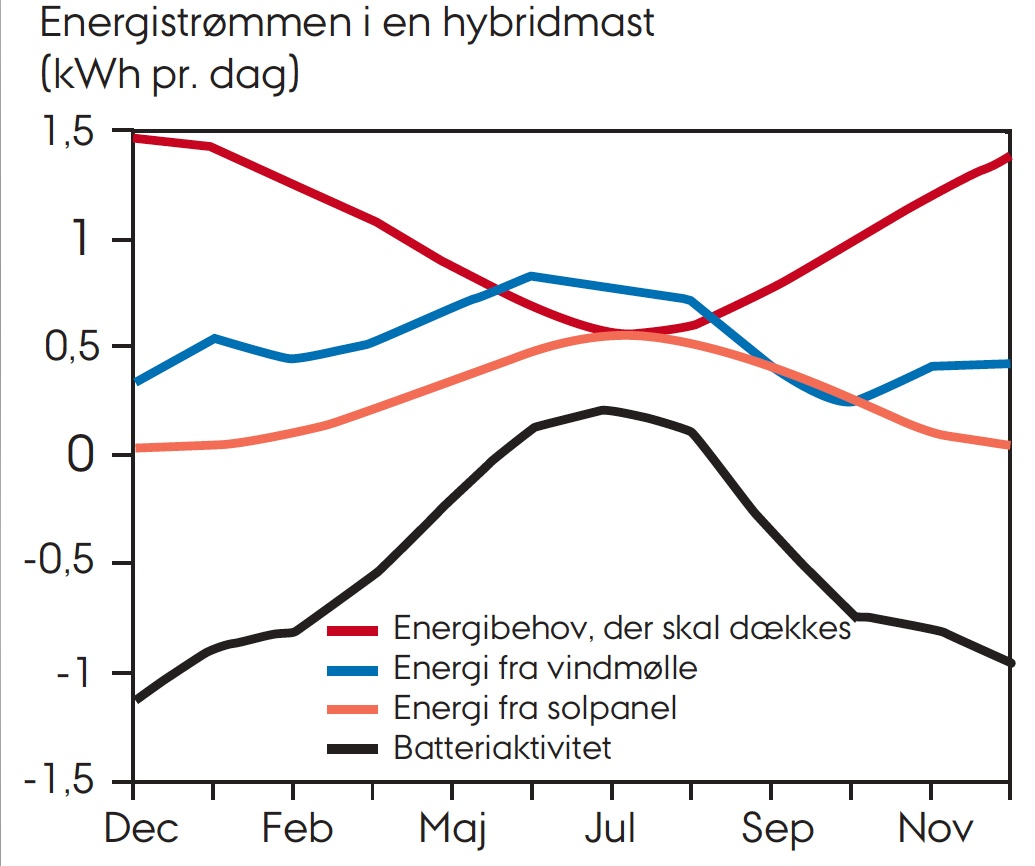 Energistrømmen i en hybridmast
(kWh pr. dag)
1,5
1
0,5
0
-0,5
-1
-1,5
Energibehov, der skal dækkes
Energi fra vindmølle
Energi fra solpanel
Batteriaktivitet
Dec Feb Maj Jul Sep Nov